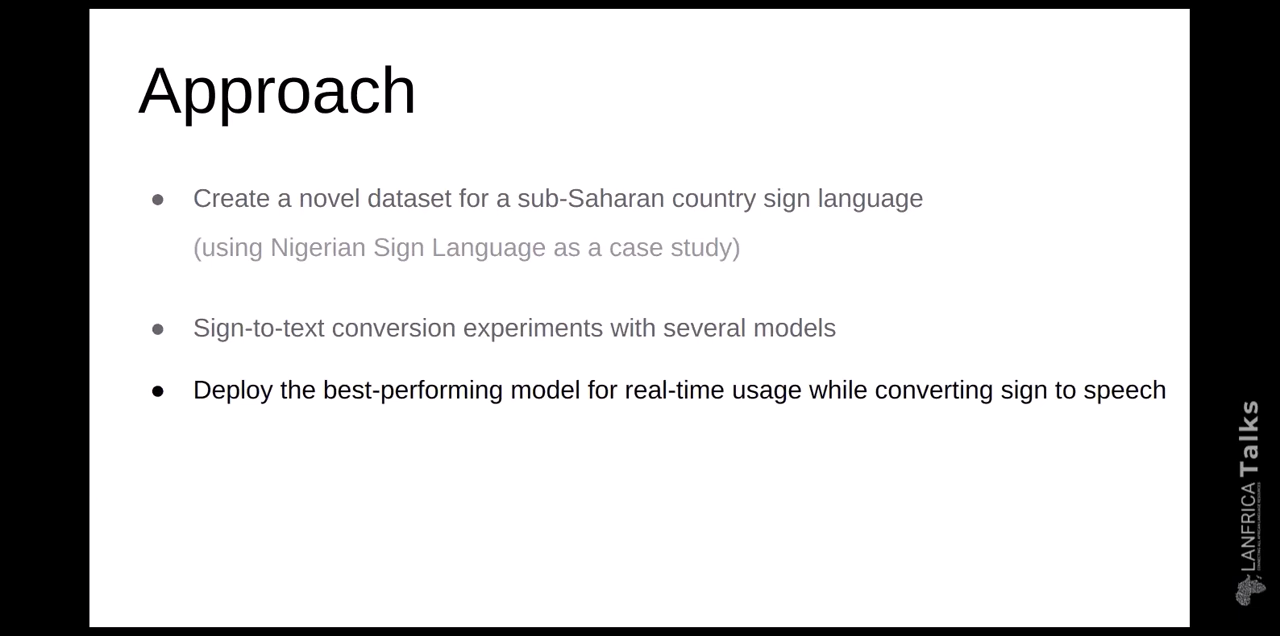 Approach
● Create a novel dataset for a sub-Saharan country sign language
(using Nigerian Sign Language as a case study)
● Sign-to-text conversion experiments with several models
● Deploy the best-performing model for real-time usage while converting sign to speech
LANFRICA Talks